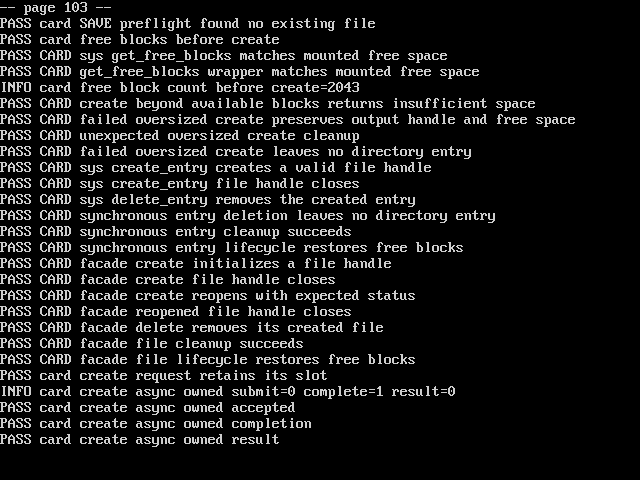 -- page 103 --
PASS card SAVE preflight found no existing file
PASS card free blocks before create
PASS CARD sys get_free_blocks matches mounted free space
PASS CARD get_free_blocks wrapper matches mounted free space
INFO card free block count before create=2043
PASS CARD create beyond available blocks returns insufficient space
PASS CARD failed oversized create preserves output handle and free space
PASS CARD unexpected oversized create cleanup
PASS CARD failed oversized create leaves no directory entry
PASS CARD sys create_entry creates a valid file handle
PASS CARD sys create_entry file handle closes
PASS CARD sys delete_entry removes the created entry
PASS CARD synchronous entry deletion leaves no directory entry
PASS CARD synchronous entry cleanup succeeds
PASS CARD synchronous entry lifecycle restores free blocks
PASS CARD facade create initializes a file handle
PASS CARD facade create file handle closes
PASS CARD facade create reopens with expected status
PASS CARD facade reopened file handle closes
PASS CARD facade delete removes its created file
PASS CARD facade file cleanup succeeds
PASS CARD facade file lifecycle restores free blocks
PASS card create request retains its slot
INFO card create async owned submit=0 complete=1 result=0
PASS card create async owned accepted
PASS card create async owned completion
PASS card create async owned result